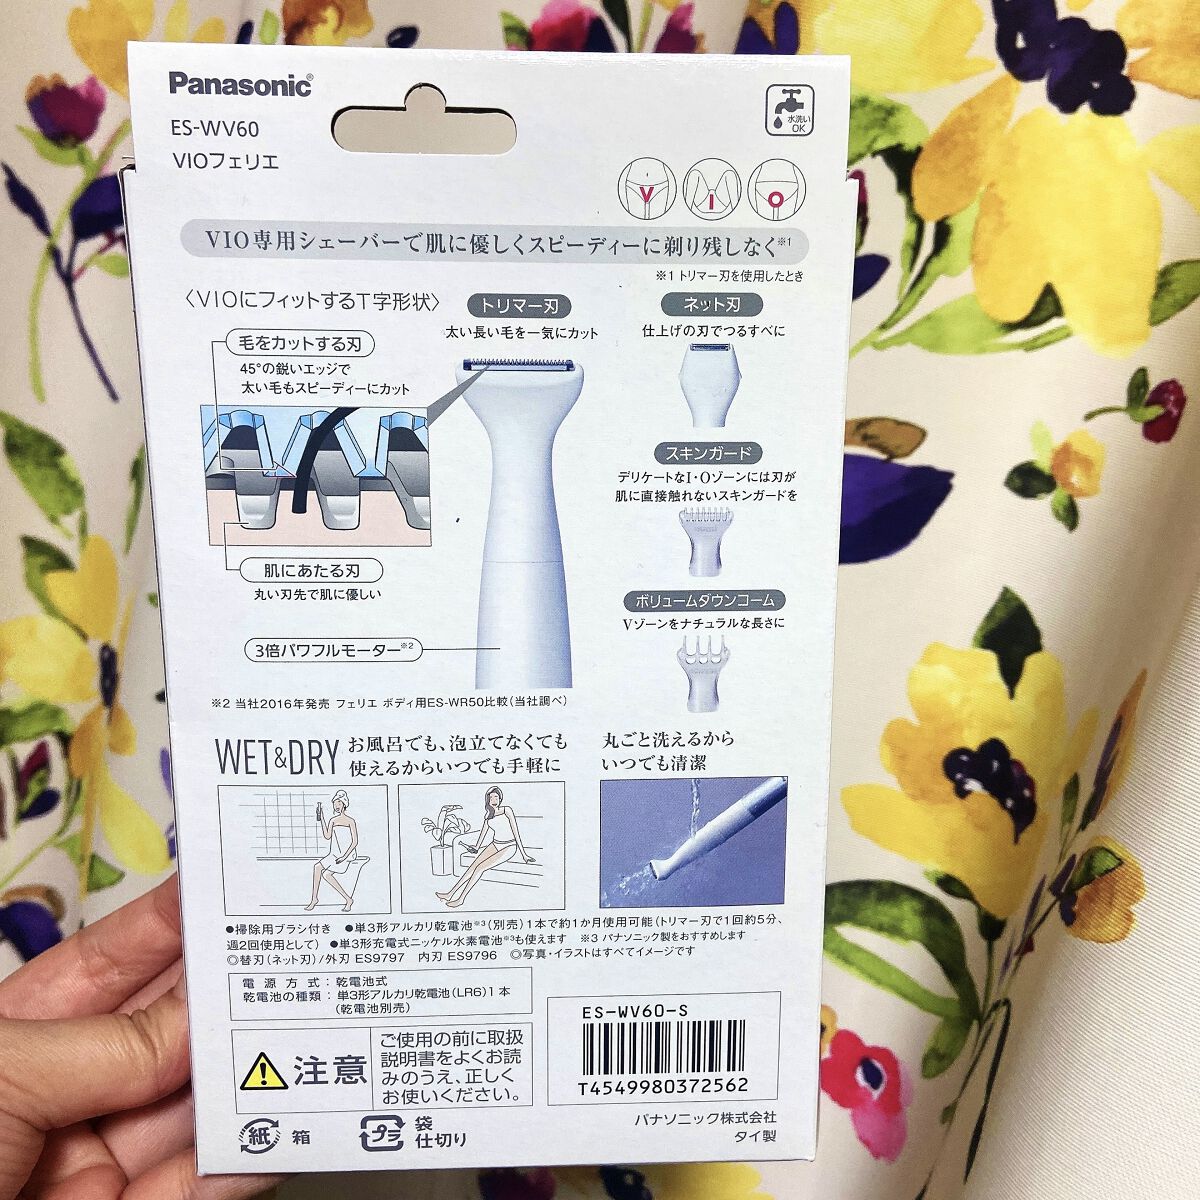 Panasonic®
ES-WV60
VIOフェリエ
水洗い
OK
V
I
O
VIO専用シェーバーで肌に優しくスピーディーに剃り残しなく※1
※1 トリマー刃を使用したとき
〈VIOにフィットするT字形状〉
毛をカットする刃
45°の鋭いエッジで
太い毛もスピーディーにカット
肌にあたる刃
丸い刃先で肌に優しい
3倍パワフルモーター※2
トリマー刃
太い長い毛を一気にカット
ネット刃
仕上げの刃でつるすべに
スキンガード
デリケートなI・Oゾーンには刃が
肌に直接触れないスキンガードを
ボリュームダウンコーム
Vゾーンをナチュラルな長さに
※2 当社2016年発売 フェリエ ボディ用ES-WR50比較(当社調べ)
WET&DRY
お風呂でも、泡立てなくても
使えるからいつでも手軽に
丸ごと洗えるから
いつでも清潔
●掃除用ブラシ付き ●単3形アルカリ乾電池※3(別売)1本で約1か月使用可能(トリマー刃で1回約5分、
週2回使用として) ●単3形充電式ニッケル水素電池※3も使えます ※3 パナソニック製をおすすめします
◎替刃(ネット刃)/外刃 ES9797 内刃 ES9796 ◎写真・イラストはすべてイメージです
電源方式:乾電池式
乾電池の種類:単3形アルカリ乾電池(LR6)1本
(乾電池別売)
注意
ご使用の前に取扱
説明書をよくお読
みのうえ、正しく
お使いください。
ES-WV60-S
T4549980372562
紙 箱
プラ 袋
仕切り
パナソニック株式会社
タイ製